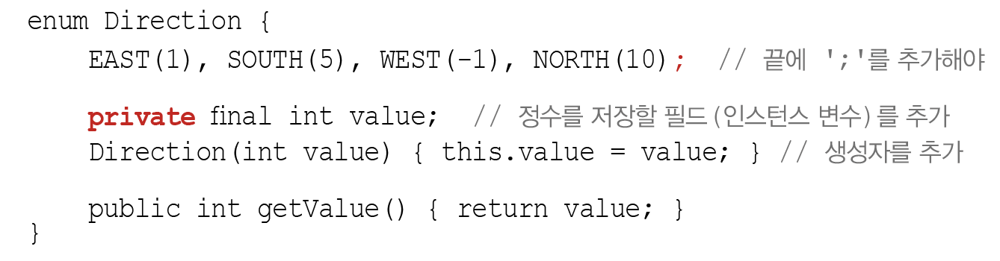 enum Direction {
EAST(1), SOUTH(5), WEST(-1), NORTH(10);  // 끝에 ';'를 추가해야
private final int value;  // 정수를 저장할 필드(인스턴스 변수)를 추가
Direction(int value) { this.value = value; } // 생성자를 추가
public int getValue() { return value; }
}